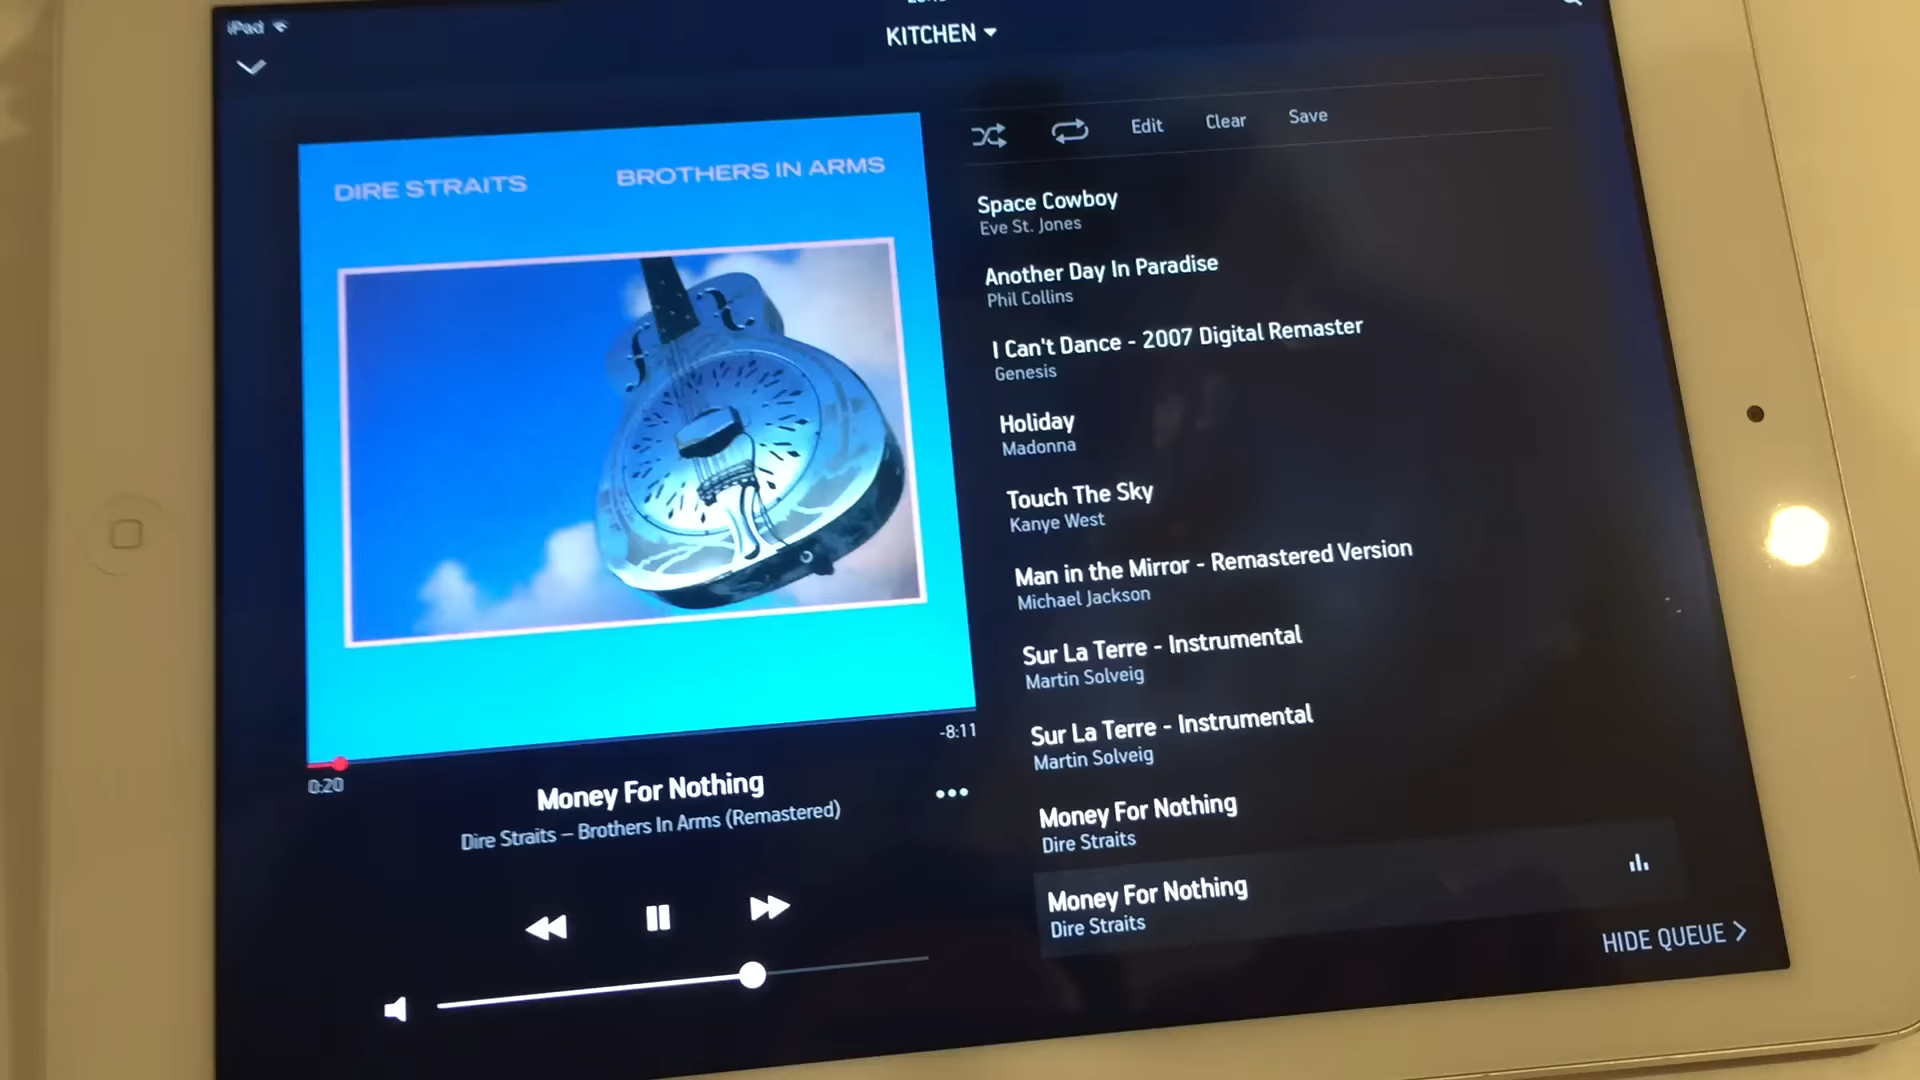 iPad
KITCHEN
DIRE STRAITS
BROTHERS IN ARMS
0:20
-8:11
Money For Nothing
Dire Straits – Brothers In Arms (Remastered)
Edit
Clear
Save
Space Cowboy
Eve St. Jones
Another Day In Paradise
Phil Collins
I Can't Dance - 2007 Digital Remaster
Genesis
Holiday
Madonna
Touch The Sky
Kanye West
Man in the Mirror - Remastered Version
Michael Jackson
Sur La Terre - Instrumental
Martin Solveig
Sur La Terre - Instrumental
Martin Solveig
Money For Nothing
Dire Straits
Money For Nothing
Dire Straits
HIDE QUEUE